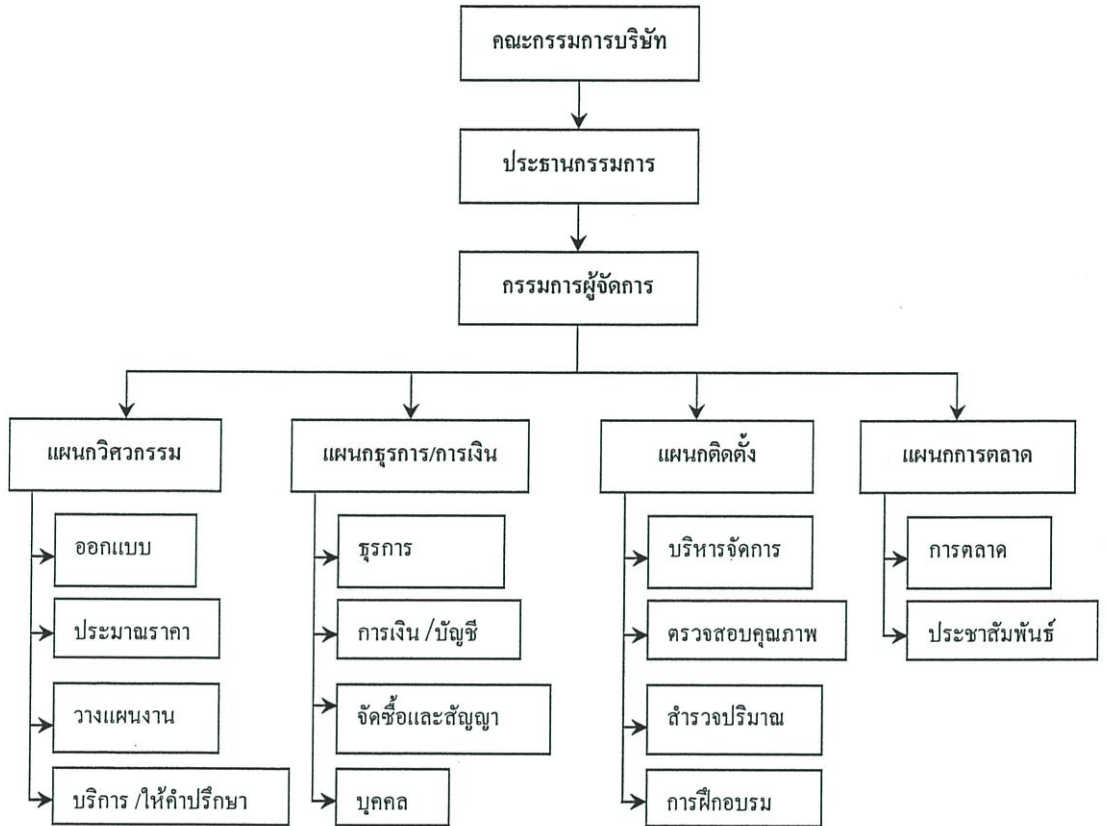 คณะกรรมการบริษัท
ประธานกรรมการ
กรรมการผู้จัดการ
แผนกวิศวกรรม
ออกแบบ
ประมาณราคา
วางแผนงาน
บริการ /ให้คำปรึกษา
แผนกธุรการ/การเงิน
ธุรการ
การเงิน /บัญชี
จัดซื้อและสัญญา
บุคคล
แผนกติดตั้ง
บริหารจัดการ
ตรวจสอบคุณภาพ
สำรวจปริมาณ
การฝึกอบรม
แผนกการตลาด
การตลาด
ประชาสัมพันธ์